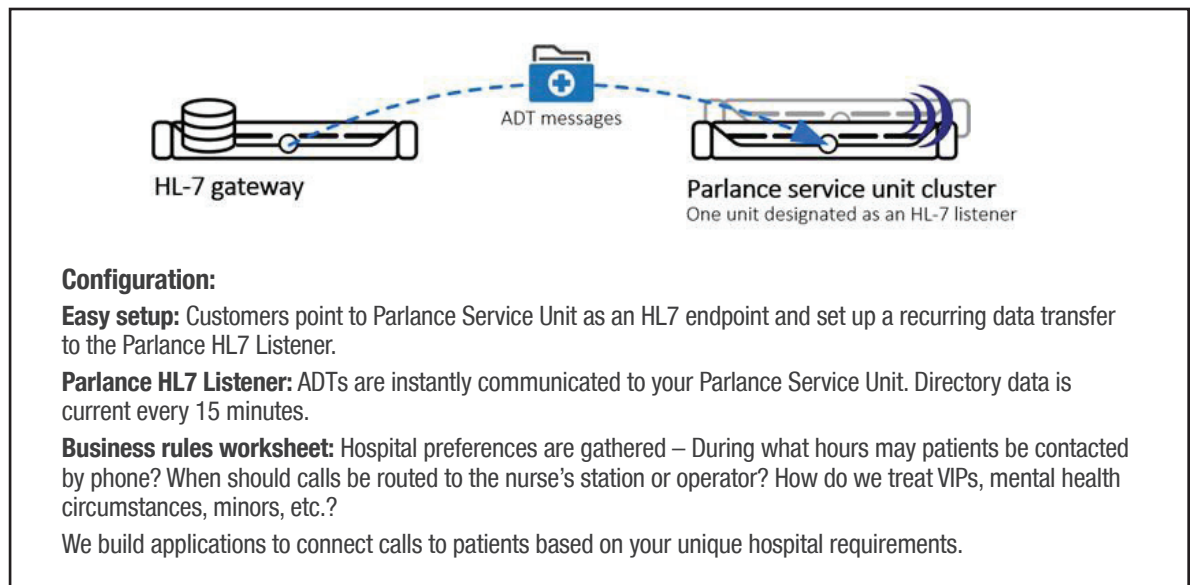 ADT messages
HL-7 gateway
Parlance service unit cluster
One unit designated as an HL-7 listener
Configuration:
Easy setup: Customers point to Parlance Service Unit as an HL7 endpoint and set up a recurring data transfer
to the Parlance HL7 Listener.
Parlance HL7 Listener: ADTs are instantly communicated to your Parlance Service Unit. Directory data is
current every 15 minutes.
Business rules worksheet: Hospital preferences are gathered – During what hours may patients be contacted
by phone? When should calls be routed to the nurse’s station or operator? How do we treat VIPs, mental health
circumstances, minors, etc.?
We build applications to connect calls to patients based on your unique hospital requirements.